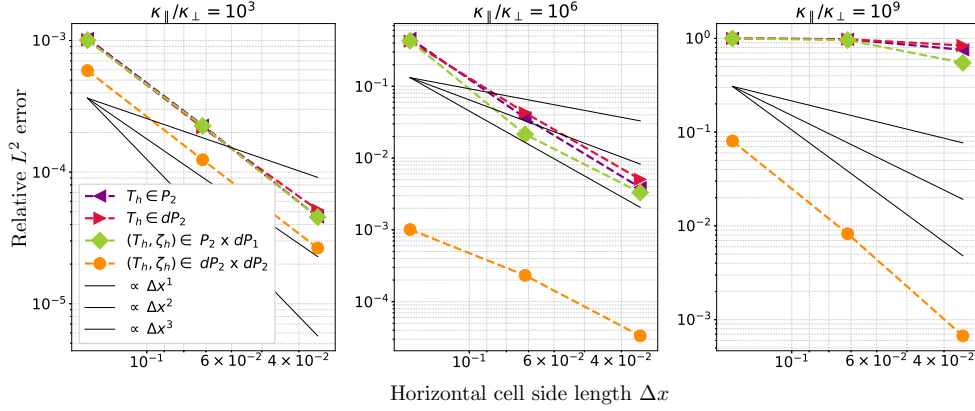 κ∥/κ⊥ = 10³
κ∥/κ⊥ = 10⁶
κ∥/κ⊥ = 10⁹
Relative L² error
10⁻³
10⁻⁴
10⁻⁵
T_h ∈ P₂
T_h ∈ dP₂
(T_h, ζ_h) ∈ P₂ x dP₁
(T_h, ζ_h) ∈ dP₂ x dP₂
∝ Δx¹
∝ Δx²
∝ Δx³
10⁻¹
6 × 10⁻²
4 × 10⁻²
10⁻¹
10⁻²
10⁻³
10⁻⁴
10⁻¹
6 × 10⁻²
4 × 10⁻²
10⁰
10⁻¹
10⁻²
10⁻³
10⁻¹
6 × 10⁻²
4 × 10⁻²
Horizontal cell side length Δx